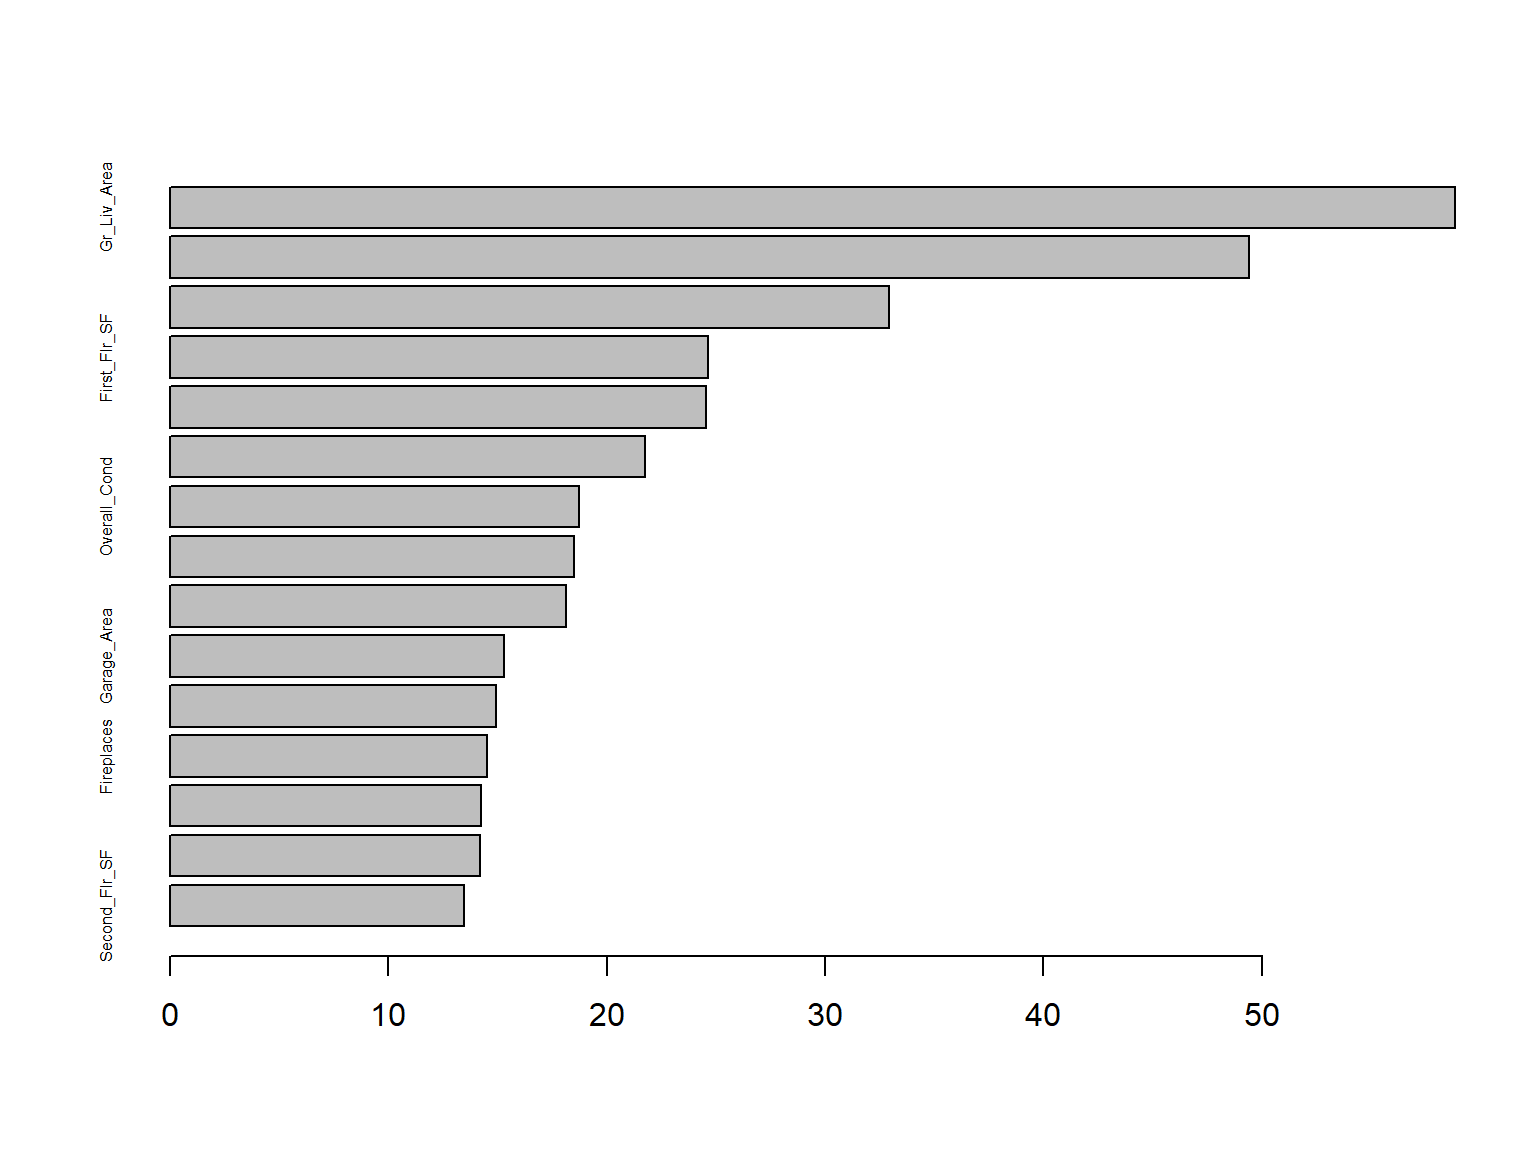 Gr_Liv_Area
First_Flr_SF
Overall_Cond
Garage_Area
Fireplaces
Second_Flr_SF
0 10 20 30 40 50